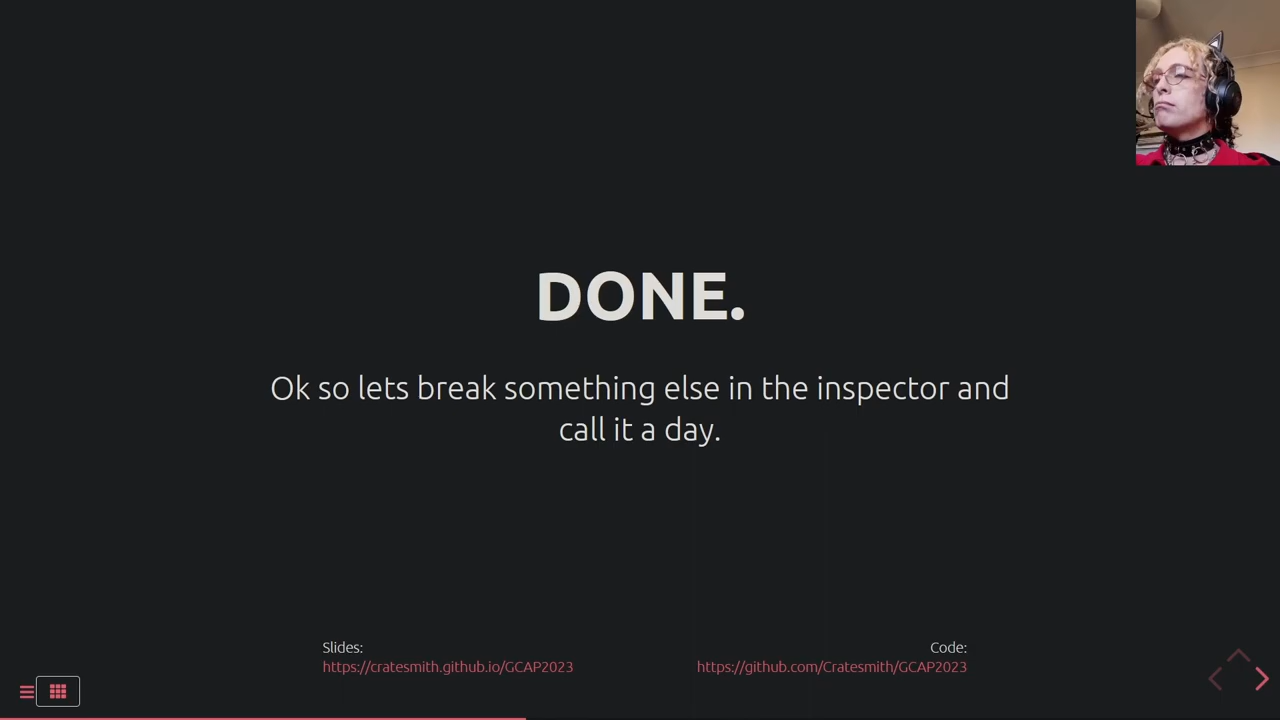 DONE.
Ok so lets break something else in the inspector and
call it a day.
Slides:
https://cratesmith.github.io/GCAP2023
Code:
https://github.com/Cratesmith/GCAP2023